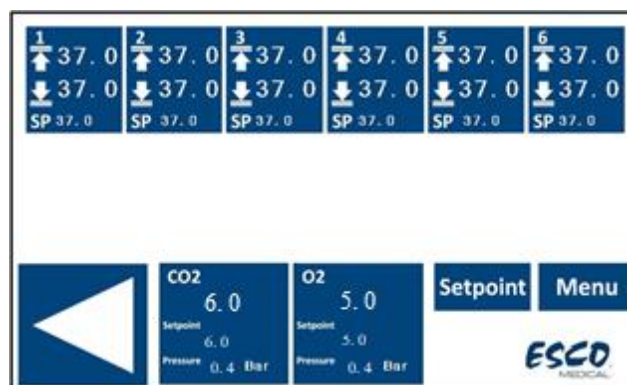 1 2 3 4 5 6
37.0 37.0 37.0 37.0 37.0 37.0
37.0 37.0 37.0 37.0 37.0 37.0
SP 37.0 SP 37.0 SP 37.0 SP 37.0 SP 37.0 SP 37.0
CO2
6.0
Setpoint
6.0
Pressure 0.4 Bar
O2
5.0
Setpoint
5.0
Pressure 0.4 Bar
Setpoint
Menu
ESCO
MEDICAL